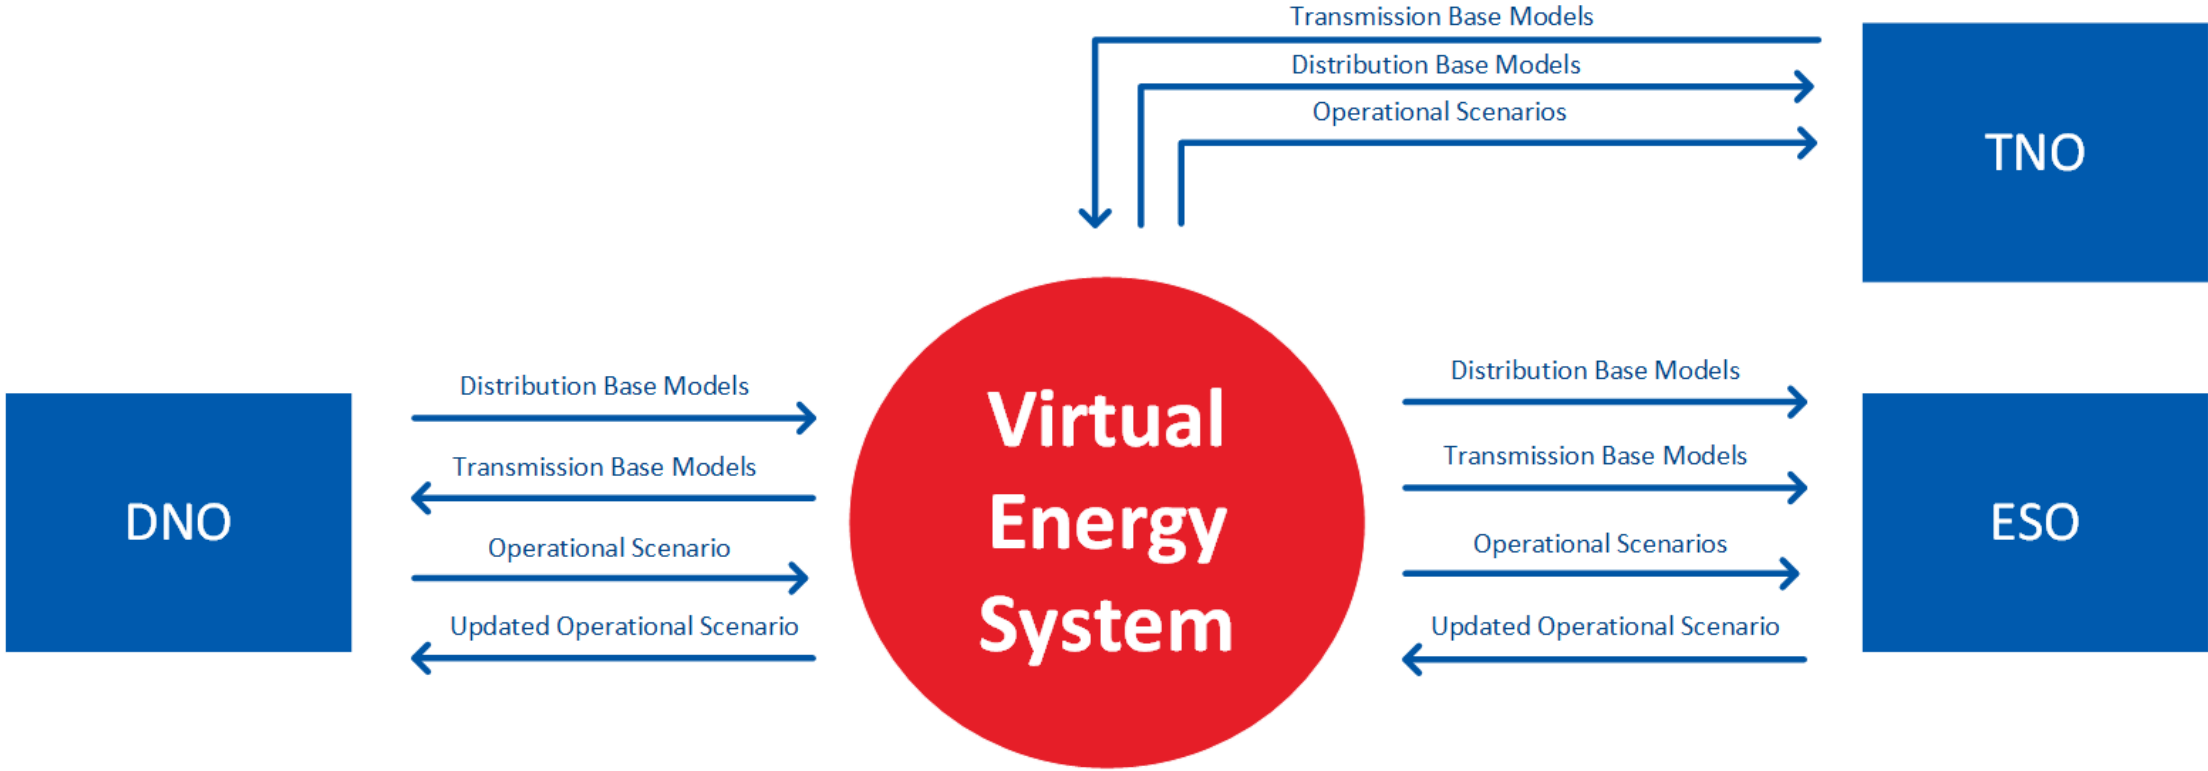 Transmission Base Models
Distribution Base Models
Operational Scenarios
TNO
DNO
Distribution Base Models
Transmission Base Models
Operational Scenario
Updated Operational Scenario
Virtual
Energy
System
Distribution Base Models
Transmission Base Models
Operational Scenarios
Updated Operational Scenario
ESO